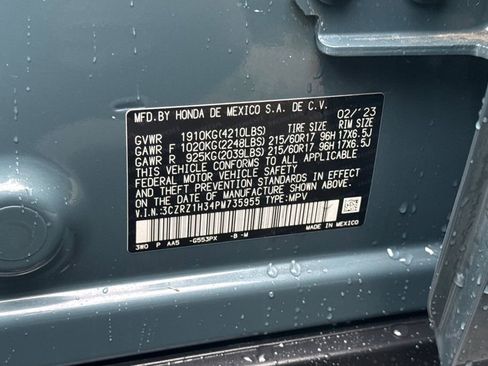 MFD.BY HONDA DE MEXICO S.A. DE C.V. 02/'23
GVWR 1910KG(4210LBS) TIRE SIZE RIM SIZE
GAWR F 1020KG(2248LBS) 215/60R17 96H 17X6.5J
GAWR R 925KG(2039LBS) 215/60R17 96H 17X6.5J
THIS VEHICLE CONFORMS TO ALL APPLICABLE
FEDERAL MOTOR VEHICLE SAFETY, BUMPER,
AND THEFT PREVENTION STANDARDS IN EFFECT
ON THE DATE OF MANUFACTURE SHOWN ABOVE.
V.I.N.:3CZRZ1H34PM735955 TYPE:MPV
3W0 P AA5 -G553PX -B -M MADE IN MEXICO